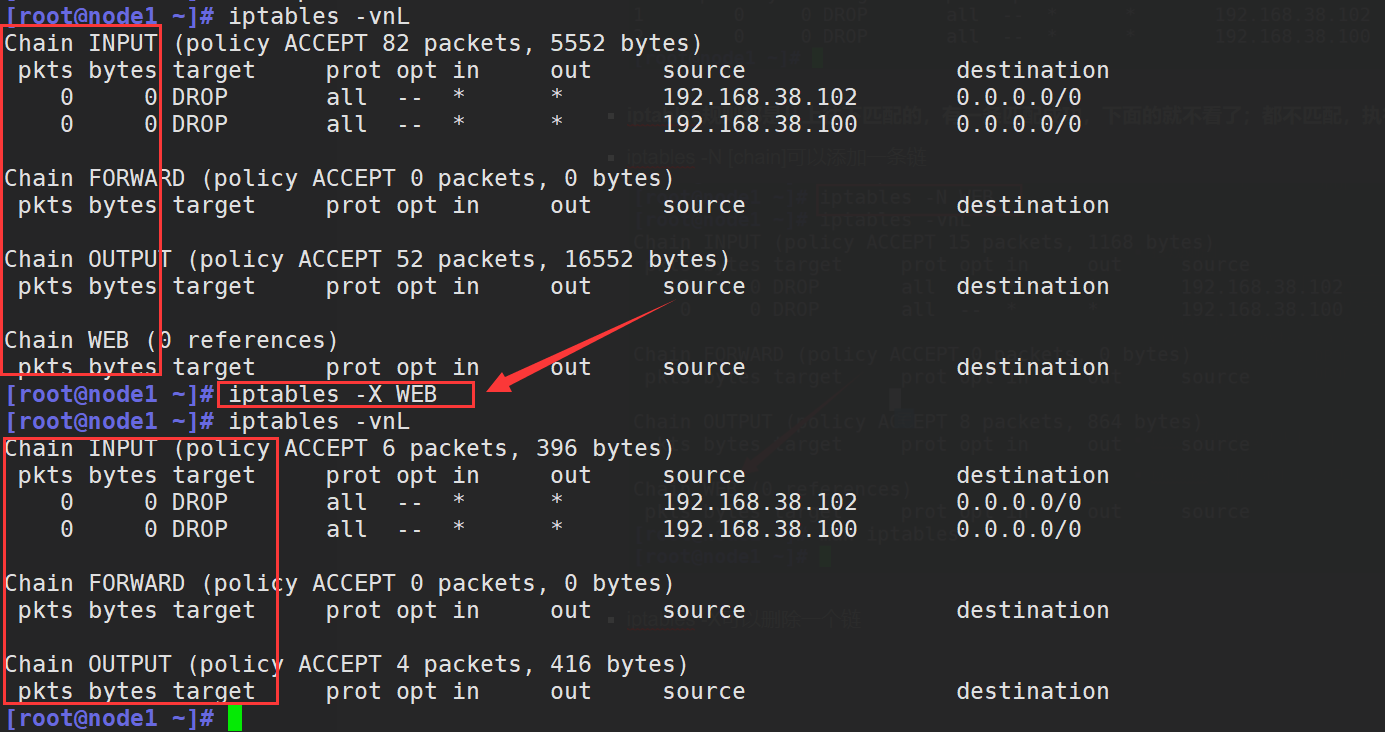 [root@node1 ~]# iptables -vnL
Chain INPUT (policy ACCEPT 82 packets, 5552 bytes)
 pkts bytes target     prot opt in     out     source               destination
    0     0 DROP       all  --  *      *       192.168.38.102       0.0.0.0/0
    0     0 DROP       all  --  *      *       192.168.38.100       0.0.0.0/0

Chain FORWARD (policy ACCEPT 0 packets, 0 bytes)
 pkts bytes target     prot opt in     out     source               destination

Chain OUTPUT (policy ACCEPT 52 packets, 16552 bytes)
 pkts bytes target     prot opt in     out     source               destination

Chain WEB (0 references)
 pkts bytes target     prot opt in     out     source               destination
[root@node1 ~]# iptables -X WEB
[root@node1 ~]# iptables -vnL
Chain INPUT (policy ACCEPT 6 packets, 396 bytes)
 pkts bytes target     prot opt in     out     source               destination
    0     0 DROP       all  --  *      *       192.168.38.102       0.0.0.0/0
    0     0 DROP       all  --  *      *       192.168.38.100       0.0.0.0/0

Chain FORWARD (policy ACCEPT 0 packets, 0 bytes)
 pkts bytes target     prot opt in     out     source               destination

Chain OUTPUT (policy ACCEPT 4 packets, 416 bytes)
 pkts bytes target     prot opt in     out     source               destination
[root@node1 ~]#